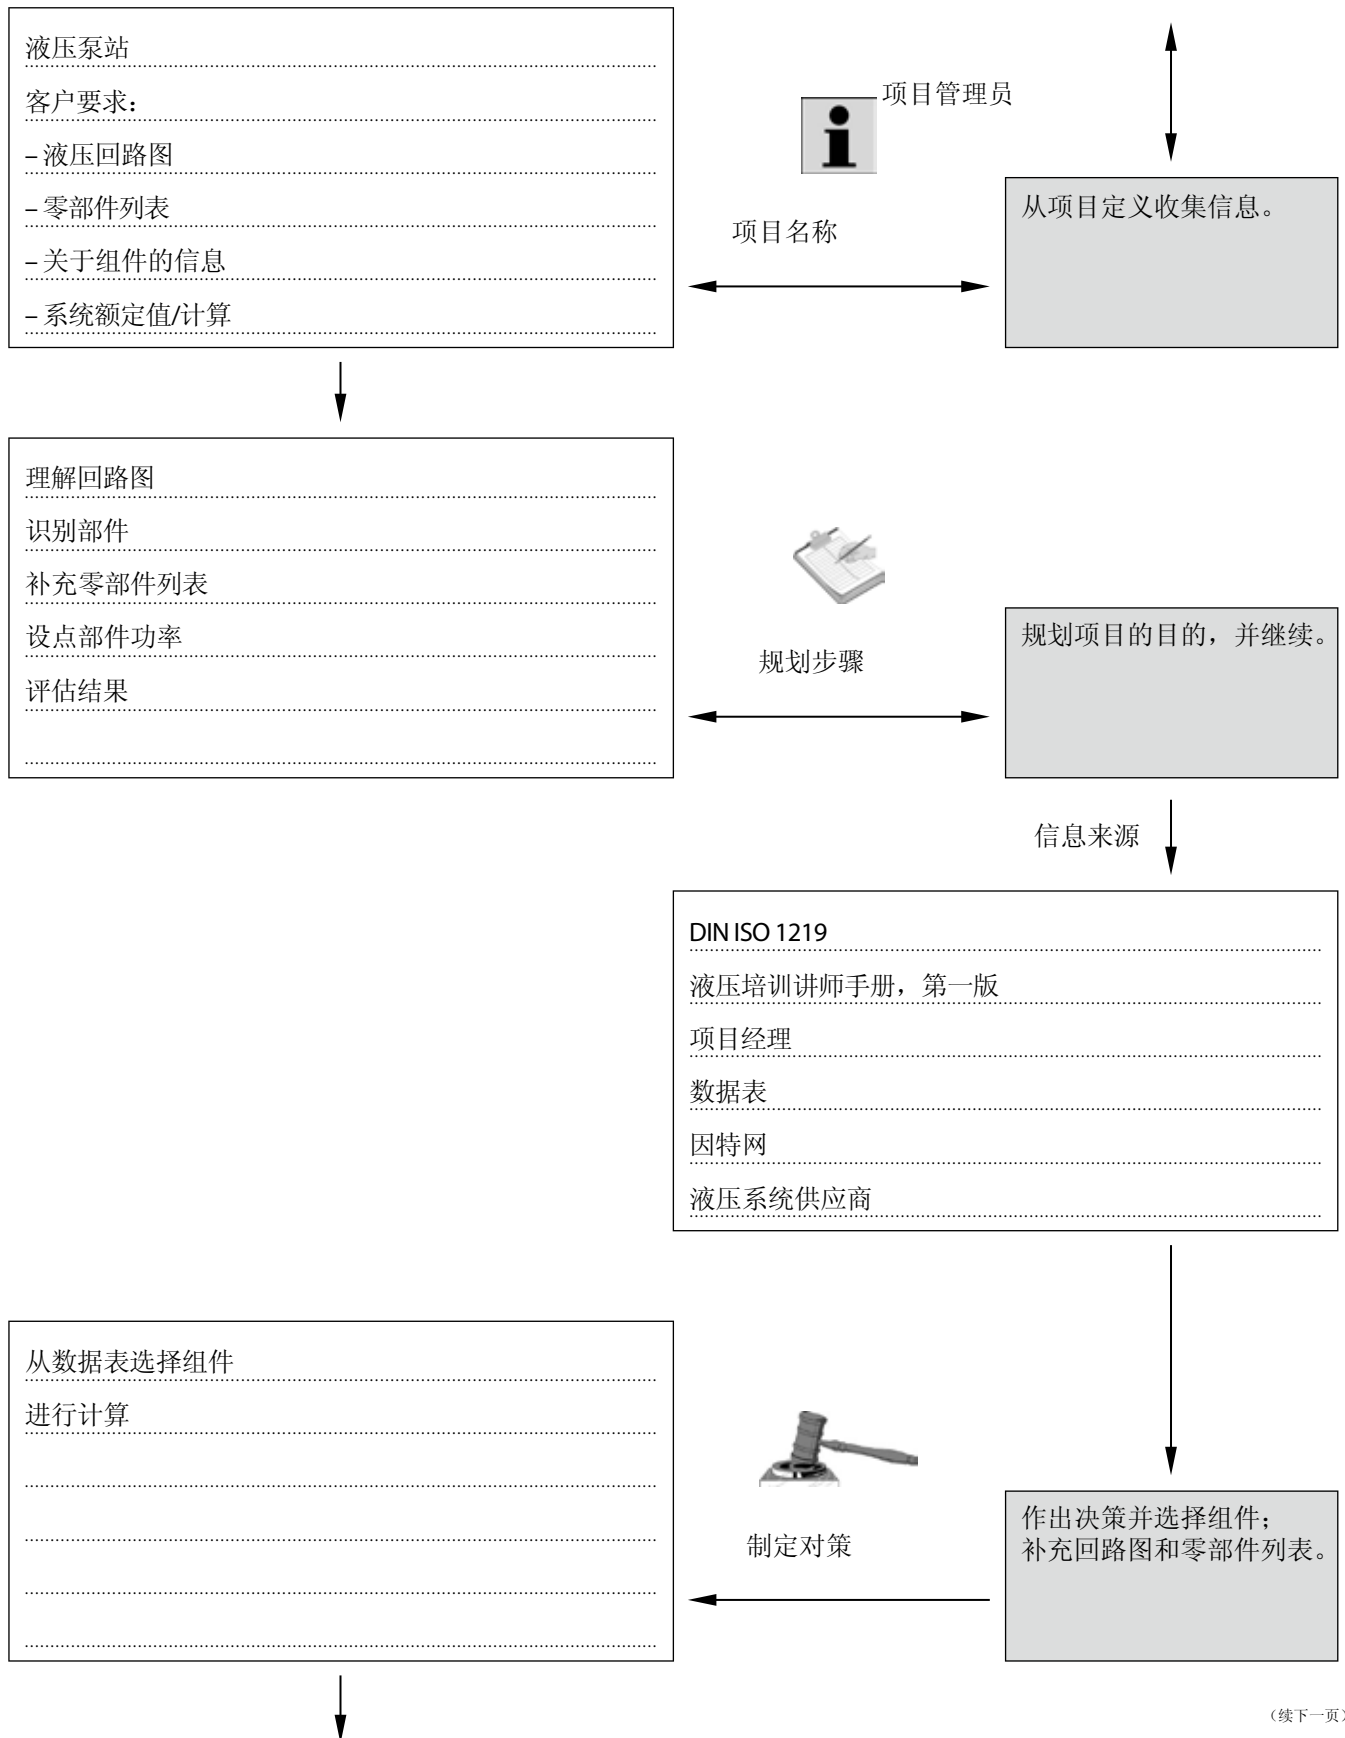 液压泵站
客户要求：
– 液压回路图
– 零部件列表
– 关于组件的信息
– 系统额定值/计算
项目管理员
项目名称
从项目定义收集信息。
理解回路图
识别部件
补充零部件列表
设点部件功率
评估结果
规划步骤
规划项目的目的，并继续。
信息来源
DIN ISO 1219
液压培训讲师手册，第一版
项目经理
数据表
因特网
液压系统供应商
从数据表选择组件
进行计算
制定对策
作出决策并选择组件；
补充回路图和零部件列表。
（续下一页）